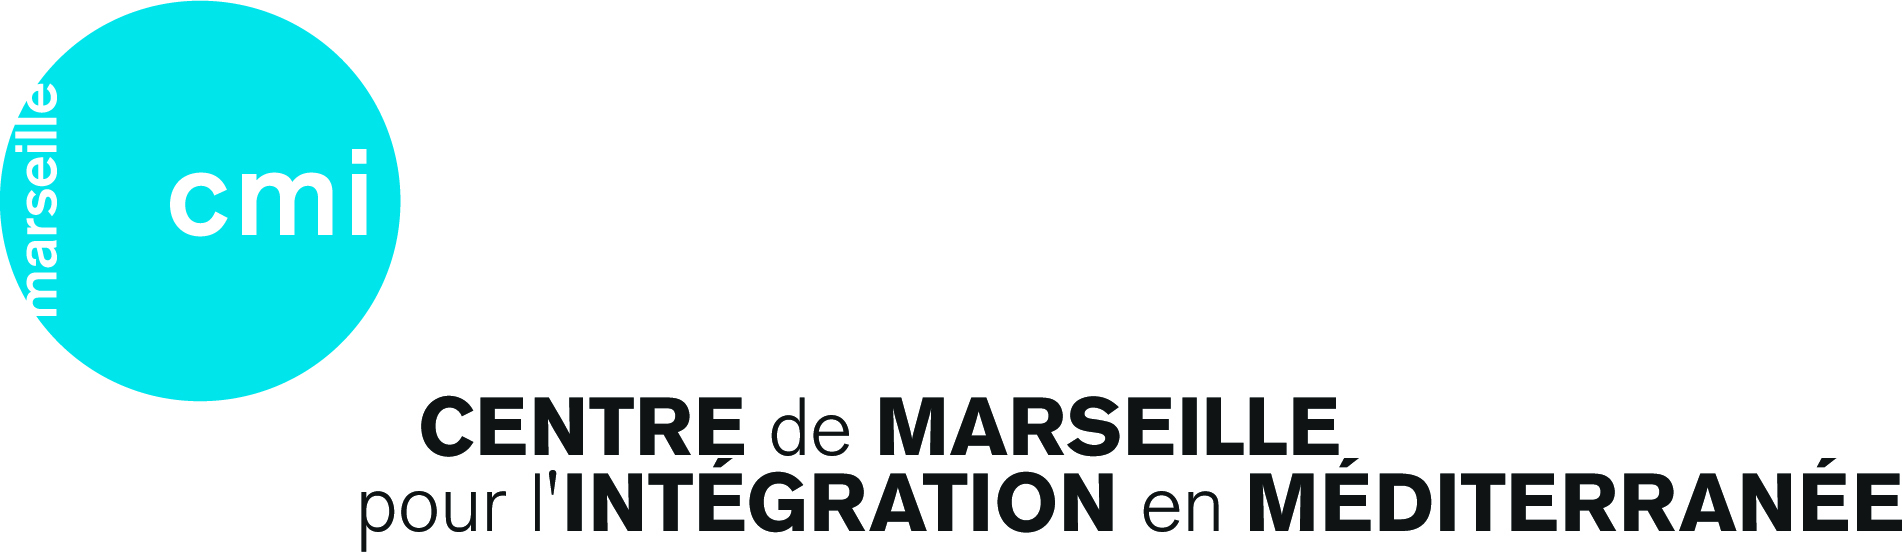 marseille
cmi
CENTRE de MARSEILLE
pour l'INTÉGRATION en MÉDITERRANÉE